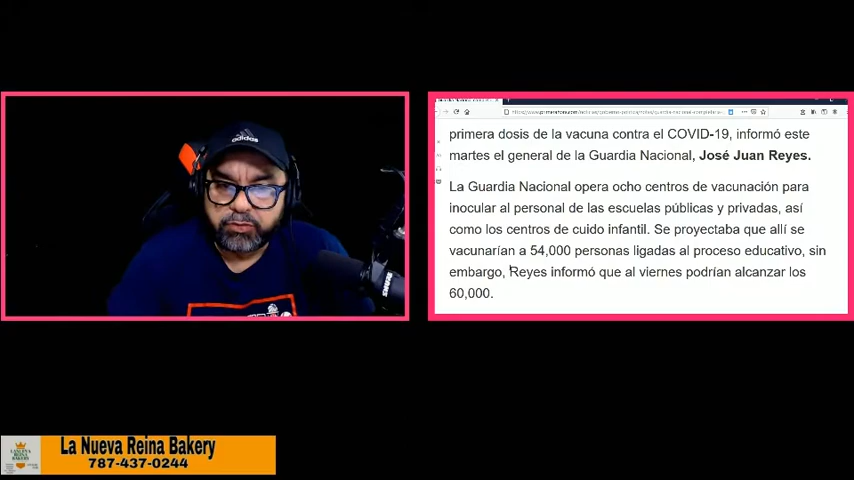 adidas
primera dosis de la vacuna contra el COVID-19, informó este
martes el general de la Guardia Nacional, José Juan Reyes.
La Guardia Nacional opera ocho centros de vacunación para
inocular al personal de las escuelas públicas y privadas, así
como los centros de cuido infantil. Se proyectaba que allí se
vacunarían a 54,000 personas ligadas al proceso educativo, sin
embargo, Reyes informó que al viernes podrían alcanzar los
60,000.
La Nueva Reina Bakery
787-437-0244